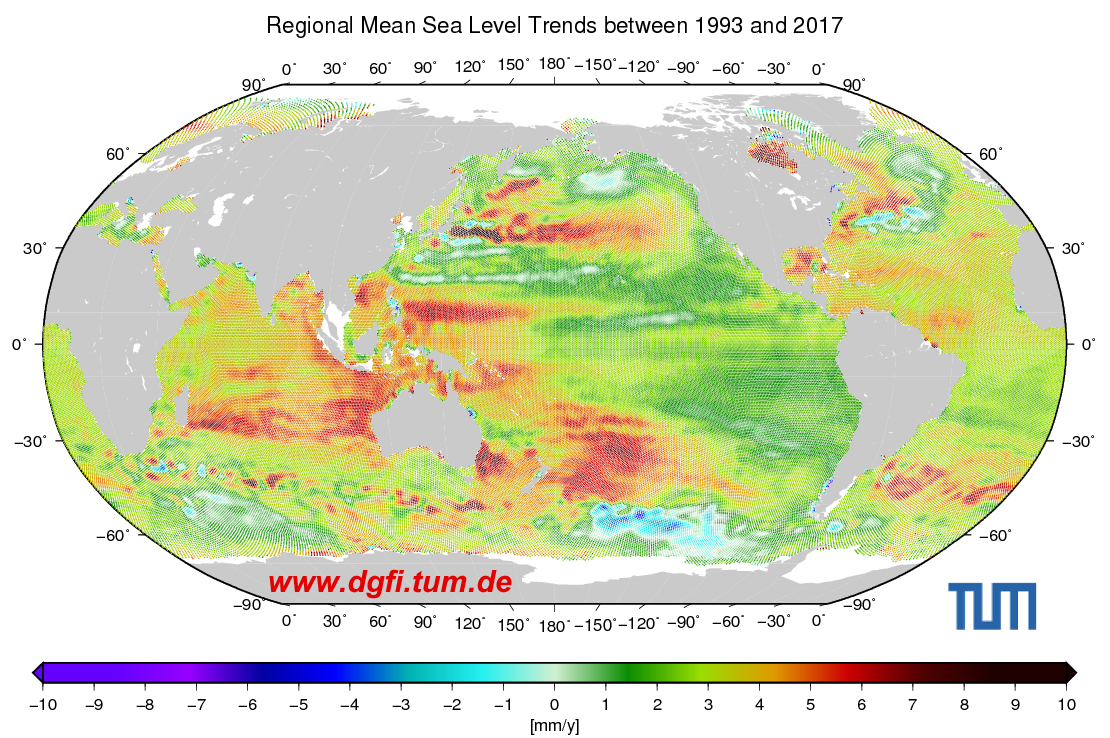 Regional Mean Sea Level Trends between 1993 and 2017
0° 30° 60° 90° 120° 150° 180° −150° −120° −90° −60° −30° 0°
90° 90°
60° 60°
30° 30°
0° 0°
−30° −30°
−60° −60°
www.dgfi.tum.de
TUM
−90° −90°
0° 30° 60° 90° 120° 150° 180° −150° −120° −90° −60° −30° 0°
−10 −9 −8 −7 −6 −5 −4 −3 −2 −1 0 1 2 3 4 5 6 7 8 9 10
[mm/y]